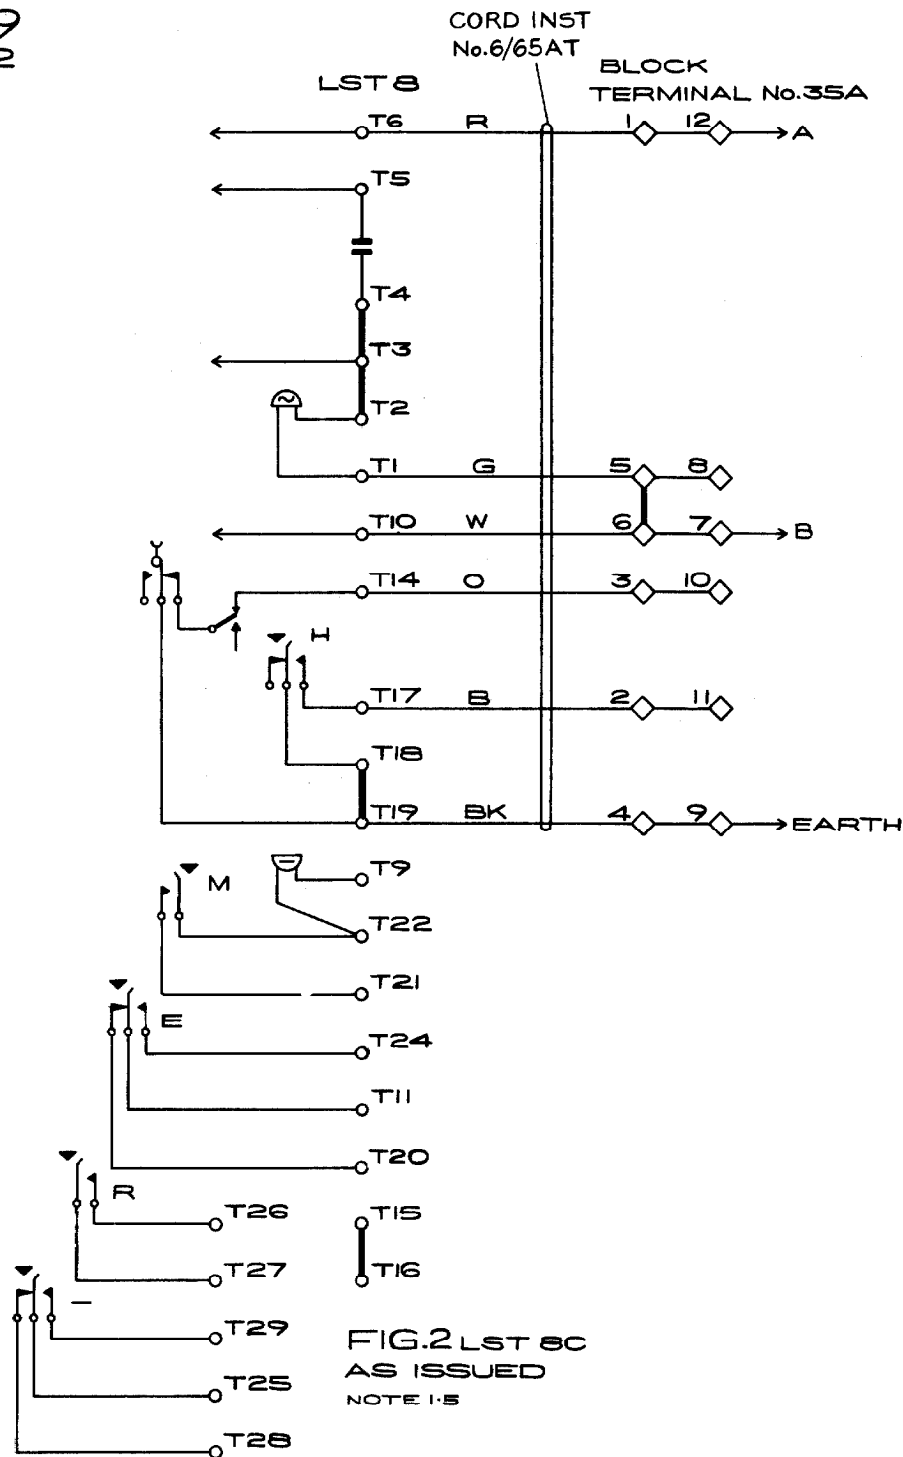 9
2
CORD INST
No.6/65AT
BLOCK
TERMINAL No.35A
LST 8
T6 R 1 12 A
T5
T4
T3
T2
T1 G 5 8
T10 W 6 7 B
T14 O 3 10
H
T17 B 2 11
T18
T19 BK 4 9 EARTH
T9
M
T22
T21
E
T24
T11
T20
R
T26 T15
T27 T16
T29
T25
T28
FIG.2 LST 8C
AS ISSUED
NOTE 1·5